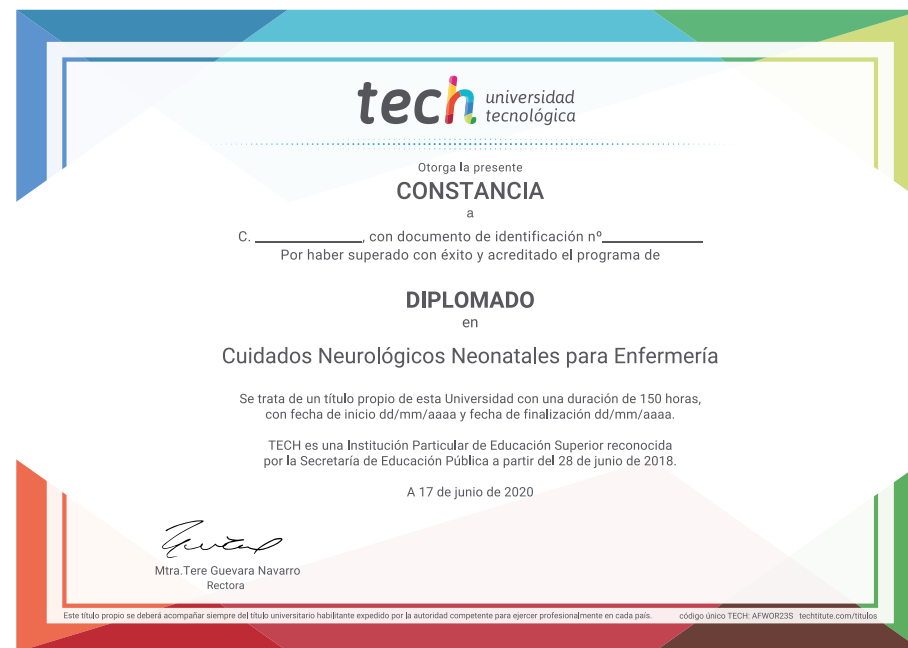 tech universidad
tecnológica
Otorga la presente
CONSTANCIA
a
C. ______________, con documento de identificación nº_____________
Por haber superado con éxito y acreditado el programa de
DIPLOMADO
en
Cuidados Neurológicos Neonatales para Enfermería
Se trata de un título propio de esta Universidad con una duración de 150 horas,
con fecha de inicio dd/mm/aaaa y fecha de finalización dd/mm/aaaa.
TECH es una Institución Particular de Educación Superior reconocida
por la Secretaría de Educación Pública a partir del 28 de junio de 2018.
A 17 de junio de 2020
Mtra.Tere Guevara Navarro
Rectora
Este título propio se deberá acompañar siempre del título universitario habilitante expedido por la autoridad competente para ejercer profesionalmente en cada país. código único TECH: AFWOR23S techtitute.com/títulos